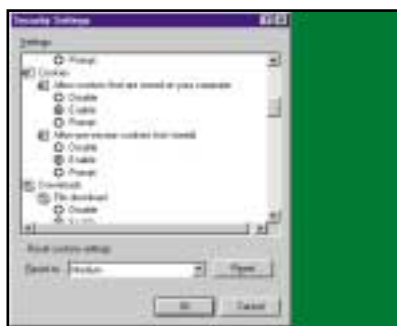 Security Settings
Settings:
Prompt
Cookies
Allow cookies that are stored on your computer
Disable
Enable
Prompt
Allow per-session cookies (not stored)
Disable
Enable
Prompt
Downloads
File download
Disable
Reset custom settings
Reset to: Medium Reset
OK Cancel